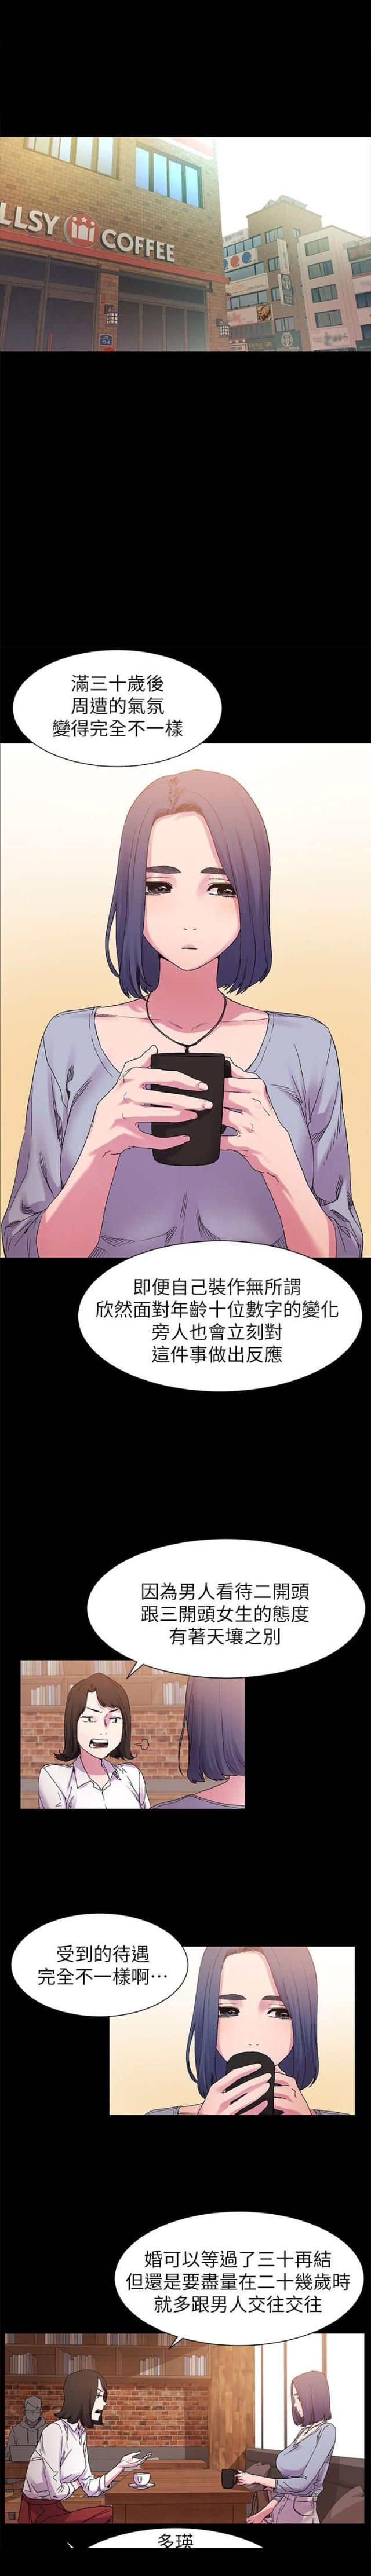 LLSY COFFEE
滿三十歲後
周遭的氣氛
變得完全不一樣
即便自己裝作無所謂
欣然面對年齡十位數字的變化
旁人也會立刻對
這件事做出反應
因為男人看待二開頭
跟三開頭女生的態度
有著天壤之別
受到的待遇
完全不一樣啊…
婚可以等過了三十再結
但還是要盡量在二十幾歲時
就多跟男人交往交往
多瑛